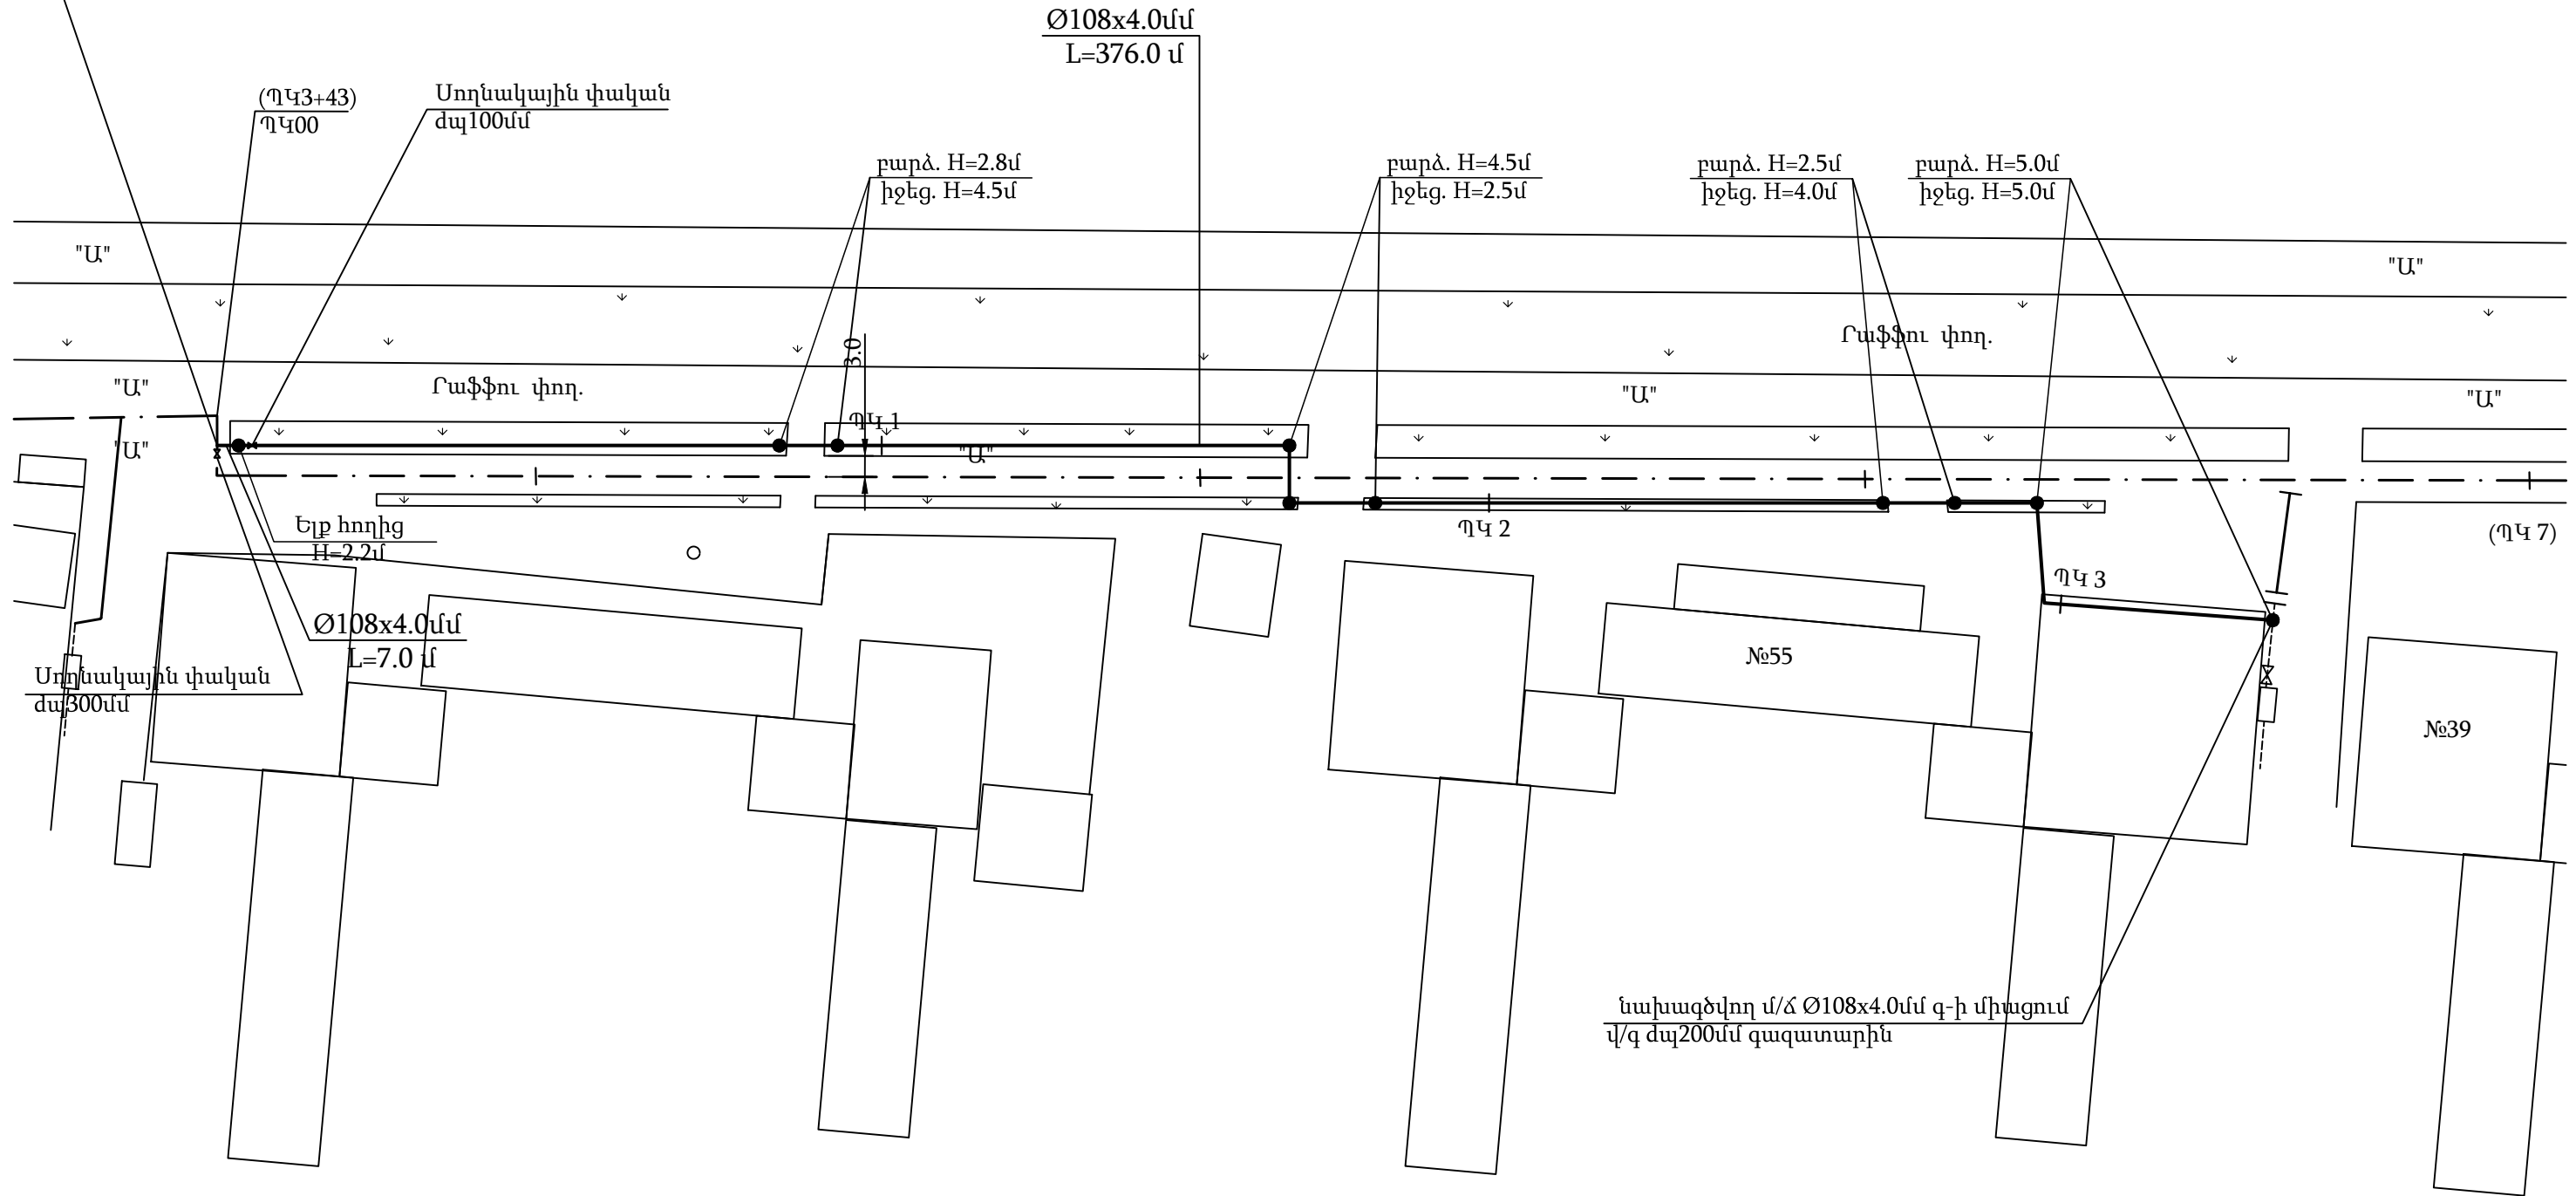 Ø108x4.0մմ
L=376.0 մ
(ՊԿ3+43)
ՊԿ00
Սողնակային փական
դպ100մմ
բարձ. H=2.8մ
իջեց. H=4.5մ
բարձ. H=4.5մ
իջեց. H=2.5մ
բարձ. H=2.5մ
իջեց. H=4.0մ
բարձ. H=5.0մ
իջեց. H=5.0մ
"Ա"
"Ա"
Րաֆֆու փող.
3.0
"Ա"
Րաֆֆու փող.
"Ա"
"Ա"
ՊԿ 1
"Ա"
"Ա"
Ելք հողից
H=2.2մ
ՊԿ 2
(ՊԿ 7)
ՊԿ 3
Ø108x4.0մմ
L=7.0 մ
Սողնակային փական
դպ300մմ
№55
№39
նախագծվող մ/ճ Ø108x4.0մմ գ-ի միացում
վ/գ դպ200մմ գազատարին